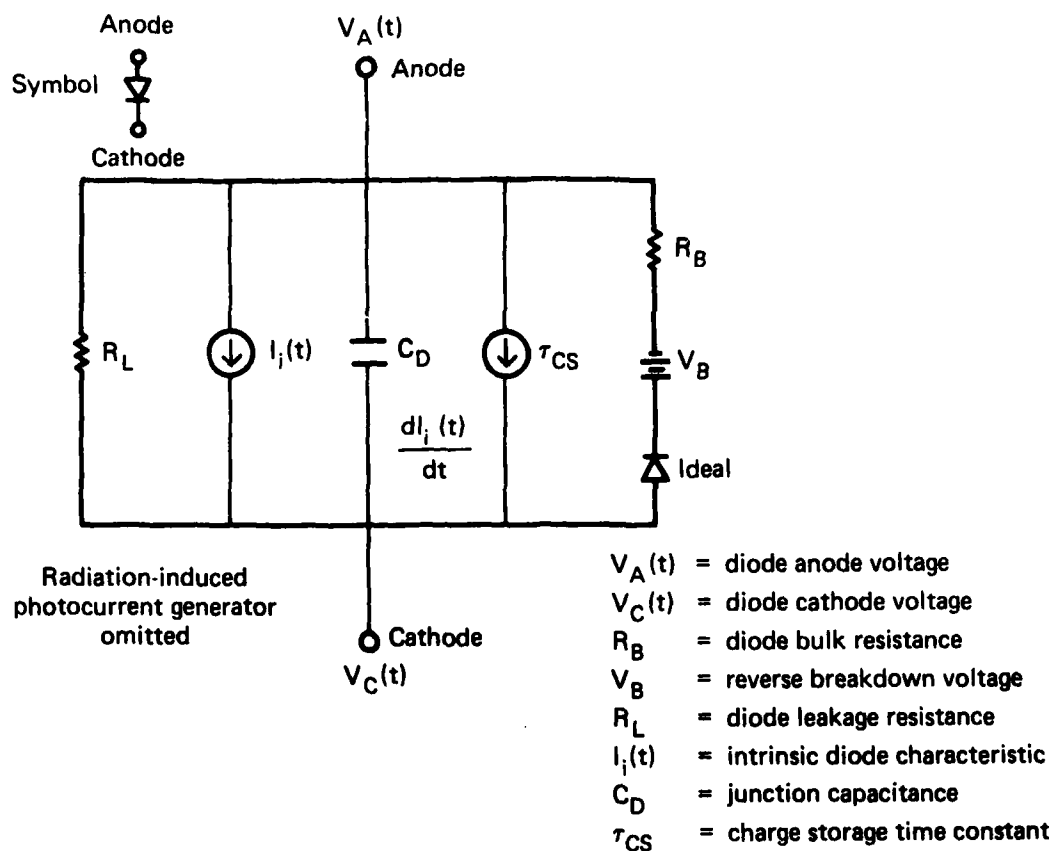 Anode
Symbol
Cathode
V_A(t)
Anode
R_L
I_i(t)
C_D
τ_CS
R_B
V_B
Ideal
dI_i (t)
dt
Radiation-induced
photocurrent generator
omitted
Cathode
V_C(t)
V_A(t) = diode anode voltage
V_C(t) = diode cathode voltage
R_B = diode bulk resistance
V_B = reverse breakdown voltage
R_L = diode leakage resistance
I_i(t) = intrinsic diode characteristic
C_D = junction capacitance
τ_CS = charge storage time constant